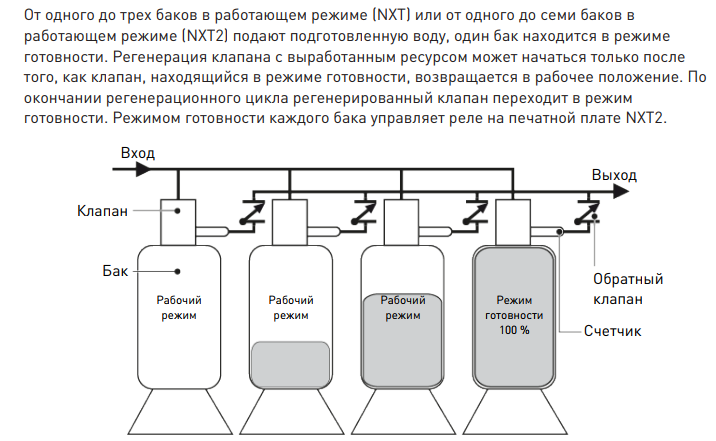 От одного до трех баков в работающем режиме (NXT) или от одного до семи баков в
работающем режиме (NXT2) подают подготовленную воду, один бак находится в режиме
готовности. Регенерация клапана с выработанным ресурсом может начаться только после
того, как клапан, находящийся в режиме готовности, возвращается в рабочее положение. По
окончании регенерационного цикла регенерированный клапан переходит в режим
готовности. Режимом готовности каждого бака управляет реле на печатной плате NXT2.
Вход
Выход
Клапан
Бак
Рабочий
режим
Рабочий
режим
Рабочий
режим
Режим
готовности
100 %
Обратный
клапан
Счетчик